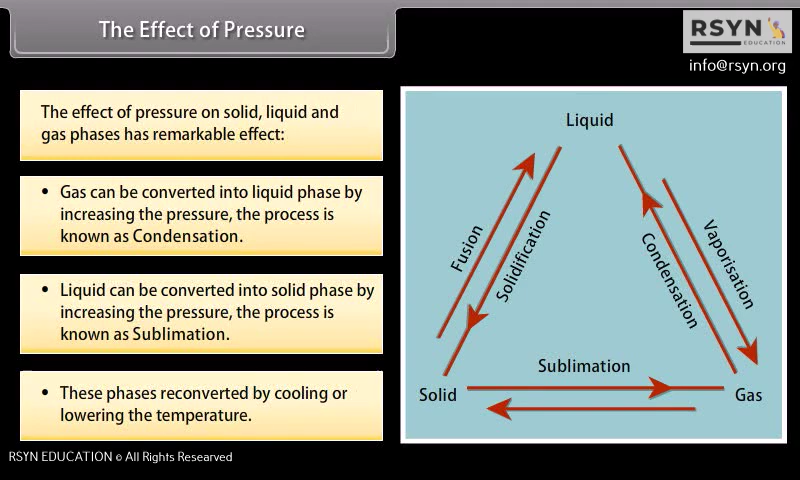 The Effect of Pressure
RSYN
EDUCATION
info@rsyn.org
The effect of pressure on solid, liquid and
gas phases has remarkable effect:
• Gas can be converted into liquid phase by
increasing the pressure, the process is
known as Condensation.
• Liquid can be converted into solid phase by
increasing the pressure, the process is
known as Sublimation.
• These phases reconverted by cooling or
lowering the temperature.
Liquid
Fusion
Solidification
Condensation
Vaporisation
Sublimation
Solid
Gas
RSYN EDUCATION © All Rights Researved